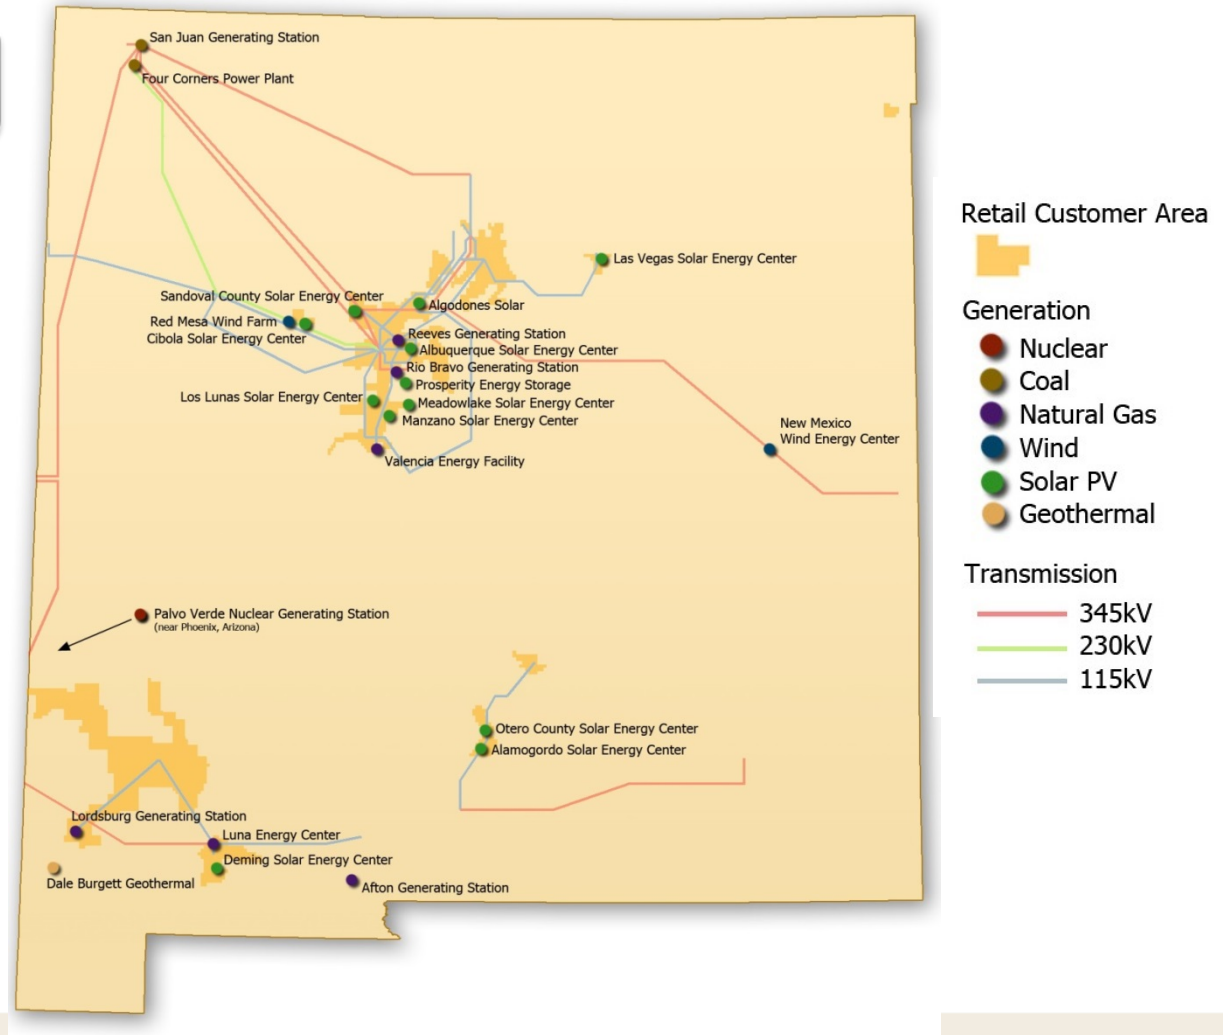 San Juan Generating Station
Four Corners Power Plant
Las Vegas Solar Energy Center
Sandoval County Solar Energy Center
Algodones Solar
Red Mesa Wind Farm
Cibola Solar Energy Center
Reeves Generating Station
Albuquerque Solar Energy Center
Rio Bravo Generating Station
Prosperity Energy Storage
Los Lunas Solar Energy Center
Meadowlake Solar Energy Center
Manzano Solar Energy Center
New Mexico
Wind Energy Center
Valencia Energy Facility
Palvo Verde Nuclear Generating Station
(near Phoenix, Arizona)
Otero County Solar Energy Center
Alamogordo Solar Energy Center
Lordsburg Generating Station
Luna Energy Center
Deming Solar Energy Center
Dale Burgett Geothermal
Afton Generating Station
Retail Customer Area
Generation
Nuclear
Coal
Natural Gas
Wind
Solar PV
Geothermal
Transmission
345kV
230kV
115kV